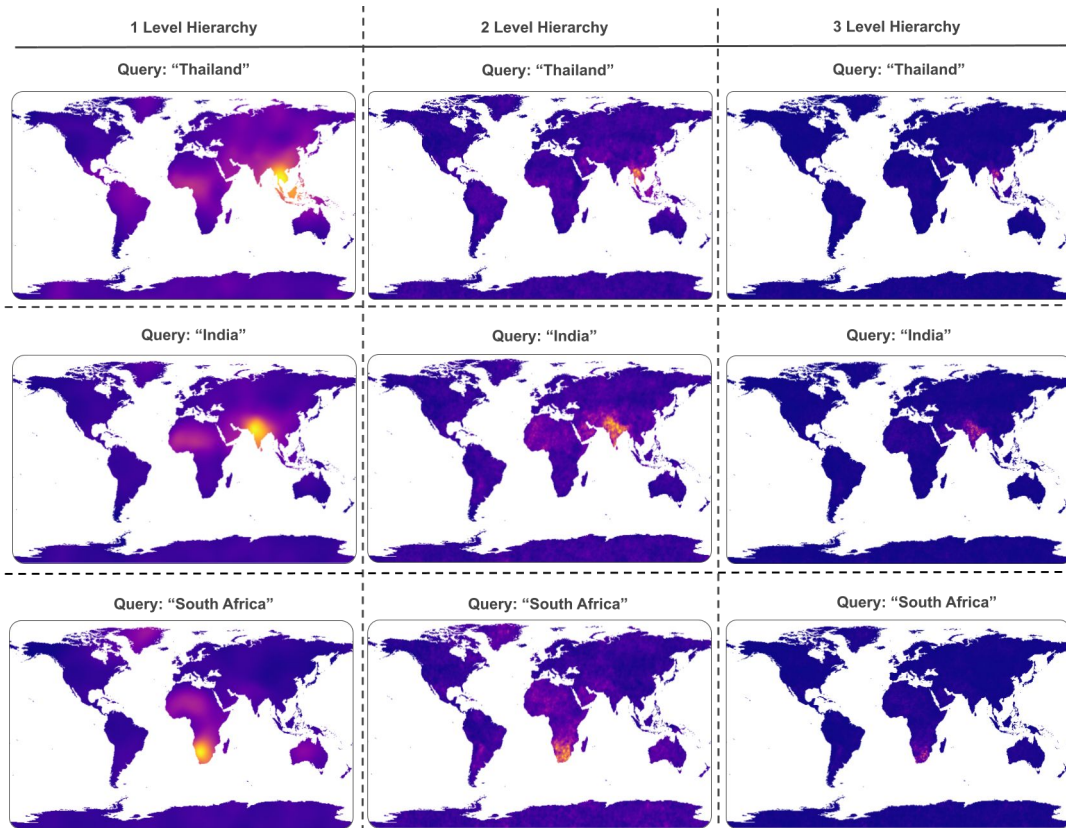 1 Level Hierarchy
2 Level Hierarchy
3 Level Hierarchy
Query: “Thailand”
Query: “Thailand”
Query: “Thailand”
Query: “India”
Query: “India”
Query: “India”
Query: “South Africa”
Query: “South Africa”
Query: “South Africa”